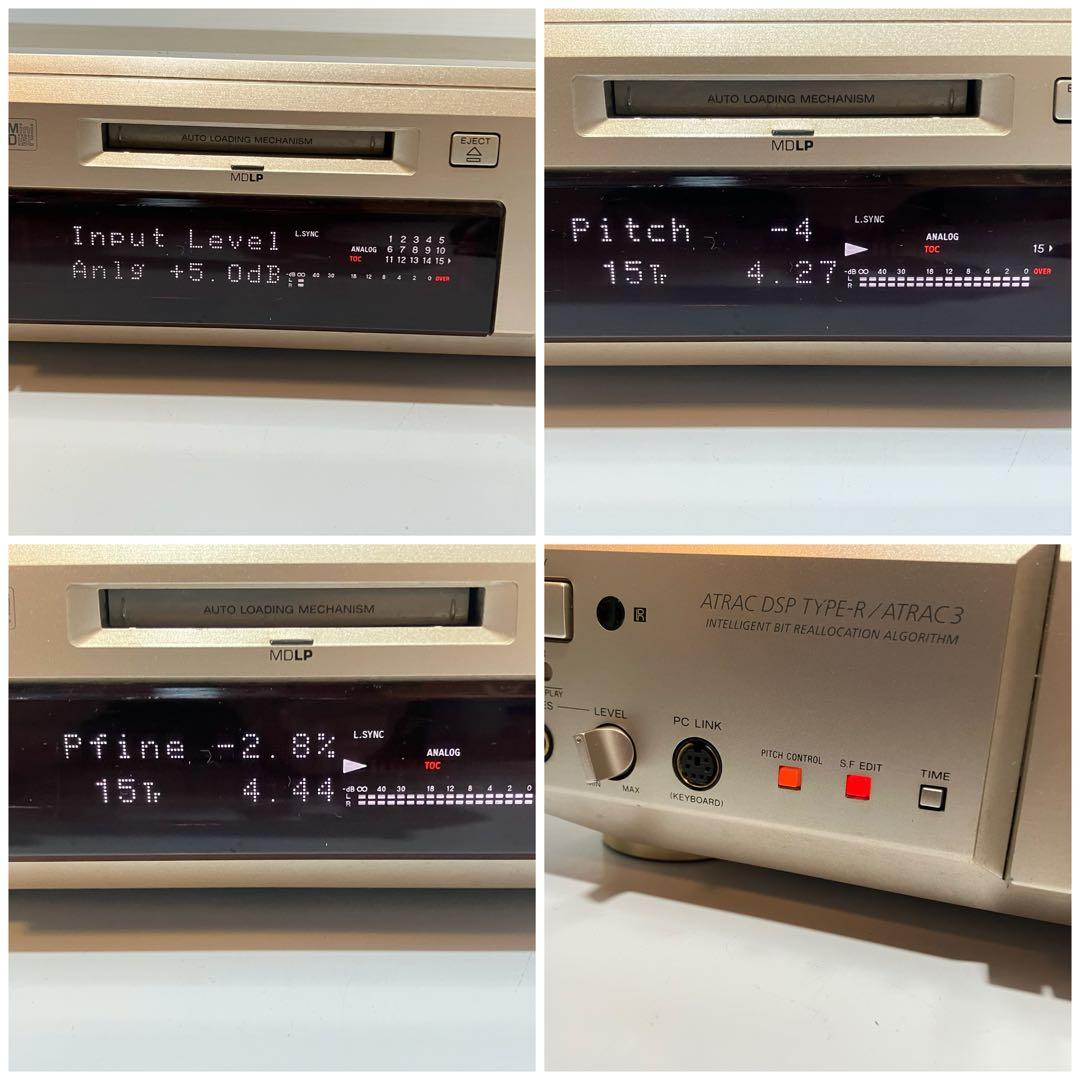 AUTO LOADING MECHANISM
EJECT
MDLP
Input Level
L.SYNC
1 2 3 4 5
ANALOG 6 7 8 9 10
TOC 11 12 13 14 15
Anlg +5.0dB
-dB ∞ 40 30 18 12 8 6 4 2 0 OVER
L
R
AUTO LOADING MECHANISM
MDLP
Pitch -4
L.SYNC
ANALOG
TOC
15
15Tr 4.27
-dB ∞ 40 30 18 12 8 6 4 2 0 OVER
L
R
AUTO LOADING MECHANISM
MDLP
Pfine -2.8%
L.SYNC
ANALOG
TOC
15Tr 4.44
-dB ∞ 40 30 18 12 8 6 4 2 0
L
R
ATRAC DSP TYPE-R/ATRAC3
INTELLIGENT BIT REALLOCATION ALGORITHM
LEVEL
MIN MAX
PC LINK
(KEYBOARD)
PITCH CONTROL
S.F EDIT
TIME